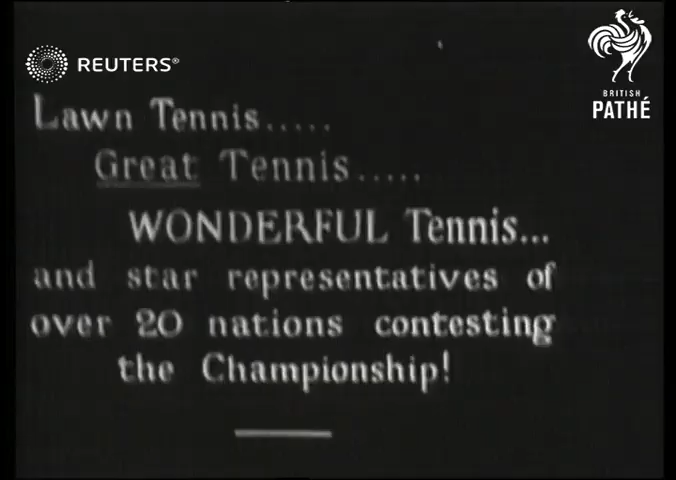 REUTERS®
BRITISH
PATHÉ
Lawn Tennis.....
Great Tennis.....
WONDERFUL Tennis...
and star representatives of
over 20 nations contesting
the Championship!